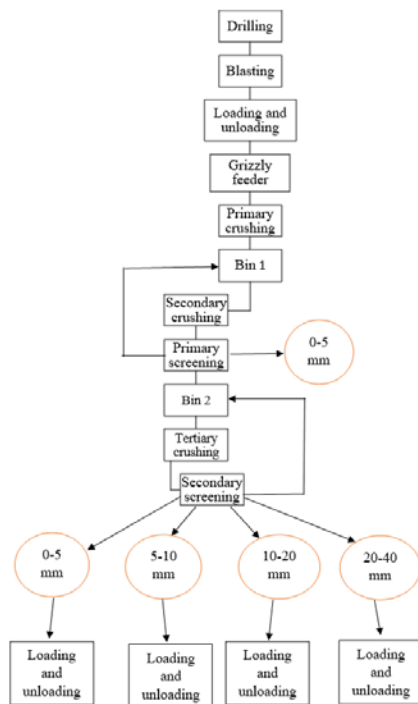 Drilling
Blasting
Loading and
unloading
Grizzly
feeder
Primary
crushing
Bin 1
Secondary
crushing
Primary
screening
0-5
mm
Bin 2
Tertiary
crushing
Secondary
screening
0-5
mm
5-10
mm
10-20
mm
20-40
mm
Loading
and
unloading
Loading
and
unloading
Loading
and
unloading
Loading
and
unloading